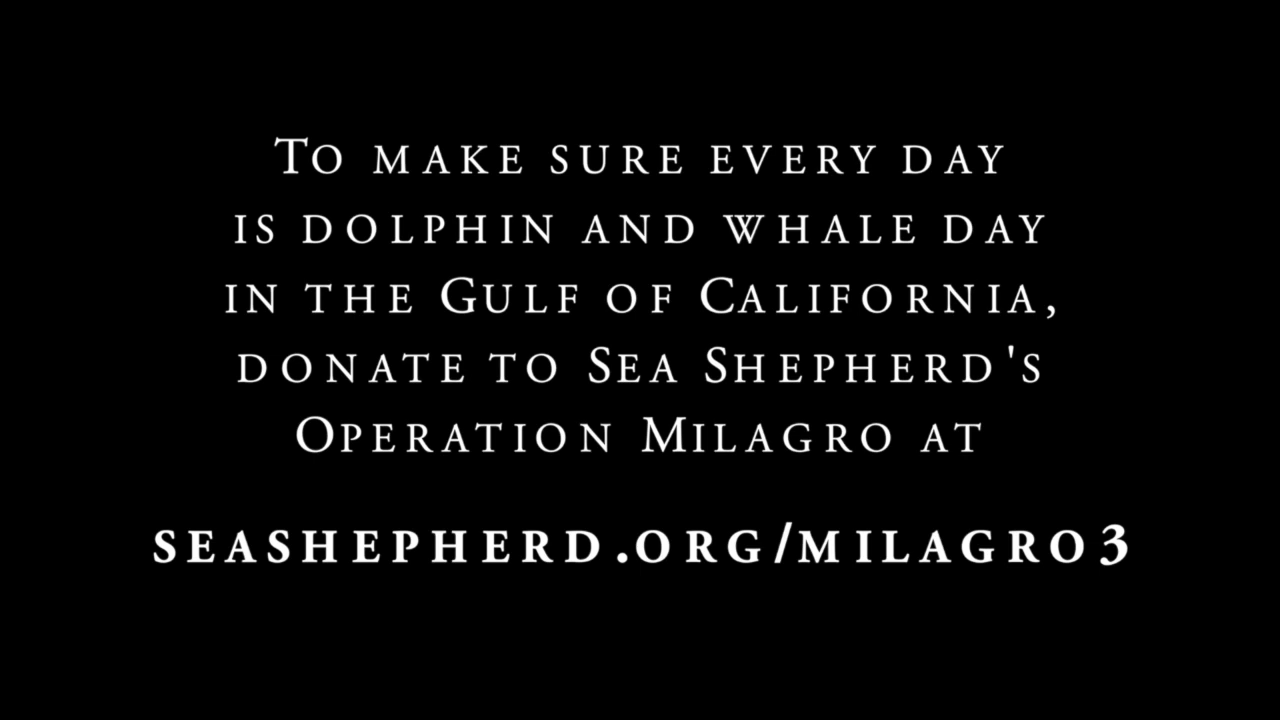 To make sure every day
is dolphin and whale day
in the Gulf of California,
donate to Sea Shepherd's
Operation Milagro at
seashepherd.org/milagro3